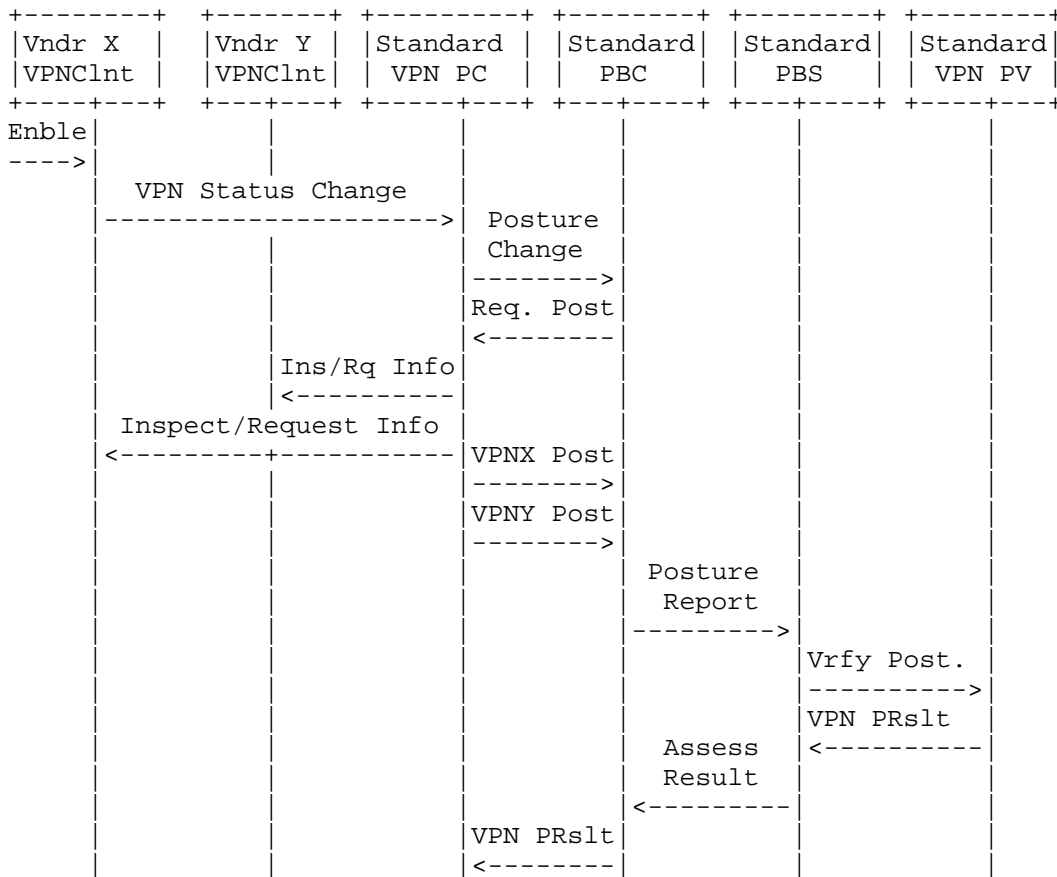 Vndr X Vndr Y Standard Standard Standard Standard
VPNClnt VPNClnt VPN PC PBC PBS VPN PV
Enble
VPN Status Change
Posture
Change
Req. Post
Ins/Rq Info
Inspect/Request Info
VPNX Post
VPNY Post
Posture
Report
Vrfy Post.
VPN PRslt
Assess
Result
VPN PRslt